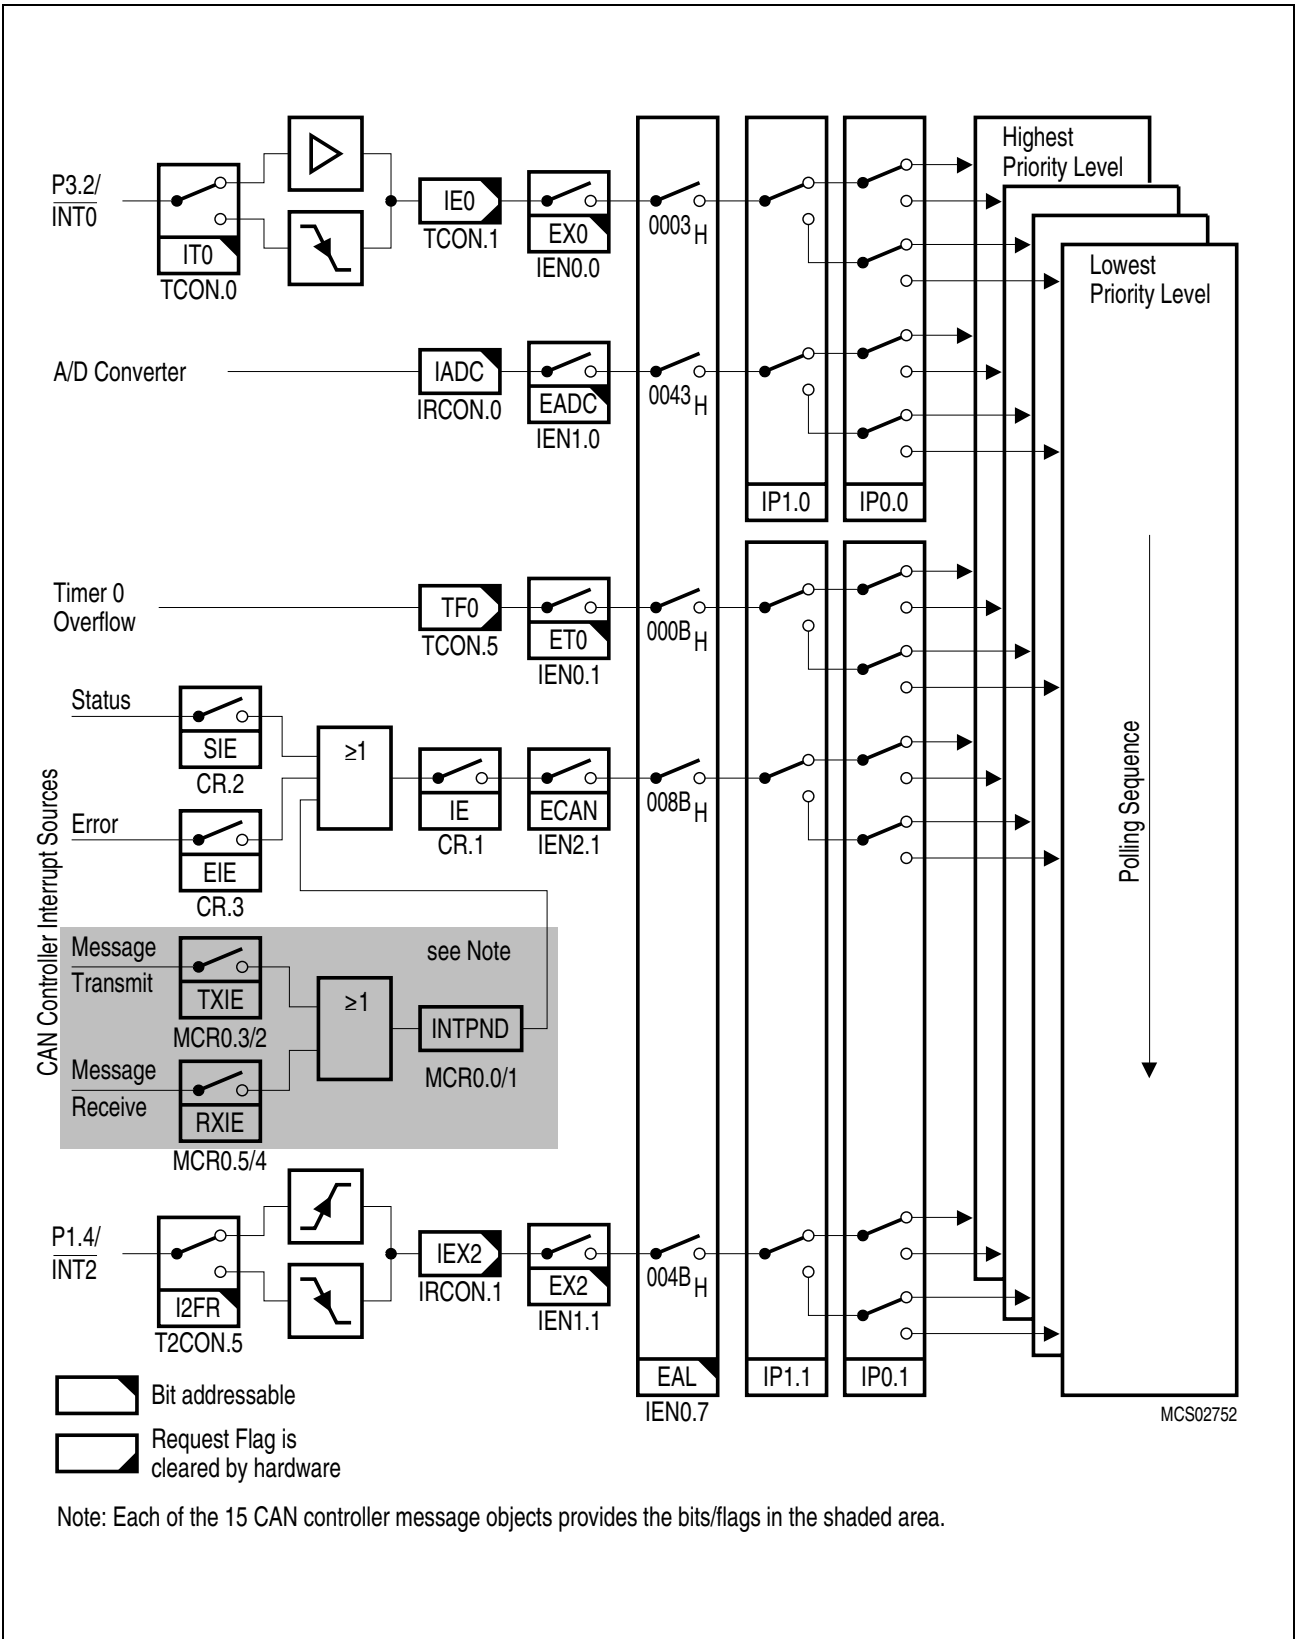 Highest
Priority Level
P3.2/
INT0
IT0
TCON.0
IE0
TCON.1
EX0
IEN0.0
0003H
Lowest
Priority Level
A/D Converter
IADC
IRCON.0
EADC
IEN1.0
0043H
IP1.0
IP0.0
Timer 0
Overflow
TF0
TCON.5
ET0
IEN0.1
000BH
CAN Controller Interrupt Sources
Status
SIE
CR.2
Error
EIE
CR.3
≥1
IE
CR.1
ECAN
IEN2.1
008BH
Polling Sequence
Message
Transmit
TXIE
MCR0.3/2
see Note
≥1
INTPND
MCR0.0/1
Message
Receive
RXIE
MCR0.5/4
P1.4/
INT2
I2FR
T2CON.5
IEX2
IRCON.1
EX2
IEN1.1
004BH
EAL
IEN0.7
IP1.1
IP0.1
MCS02752
Bit addressable
Request Flag is
cleared by hardware
Note: Each of the 15 CAN controller message objects provides the bits/flags in the shaded area.